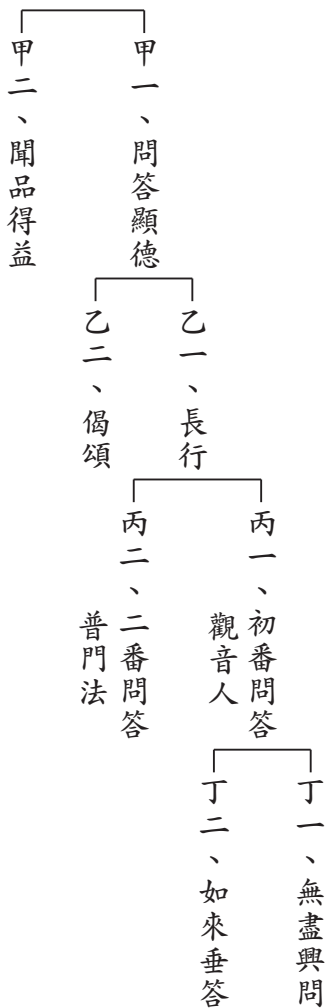 甲一、問答顯德
甲二、聞品得益
乙一、長行
乙二、偈頌
丙一、初番問答
觀音人
丙二、二番問答
普門法
丁一、無盡興問
丁二、如來垂答